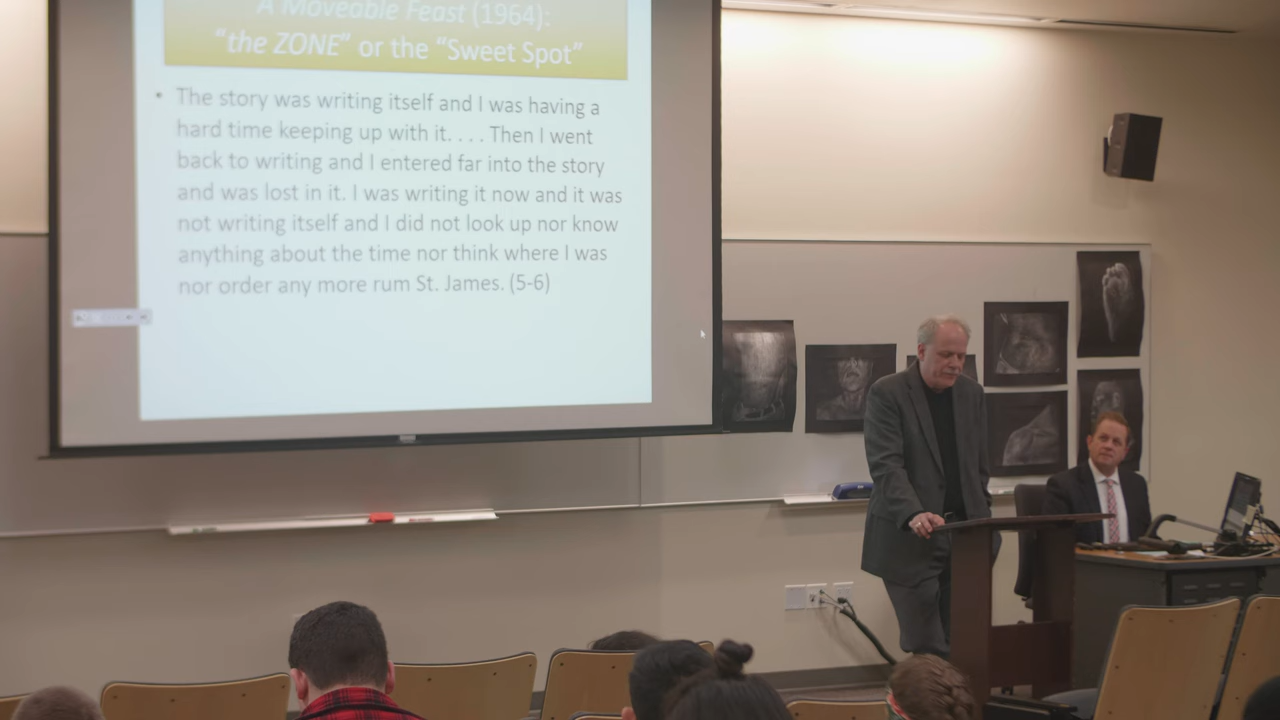 A Moveable Feast (1964):
"the ZONE" or the "Sweet Spot"
• The story was writing itself and I was having a
hard time keeping up with it. . . . Then I went
back to writing and I entered far into the story
and was lost in it. I was writing it now and it was
not writing itself and I did not look up nor know
anything about the time nor think where I was
nor order any more rum St. James. (5-6)